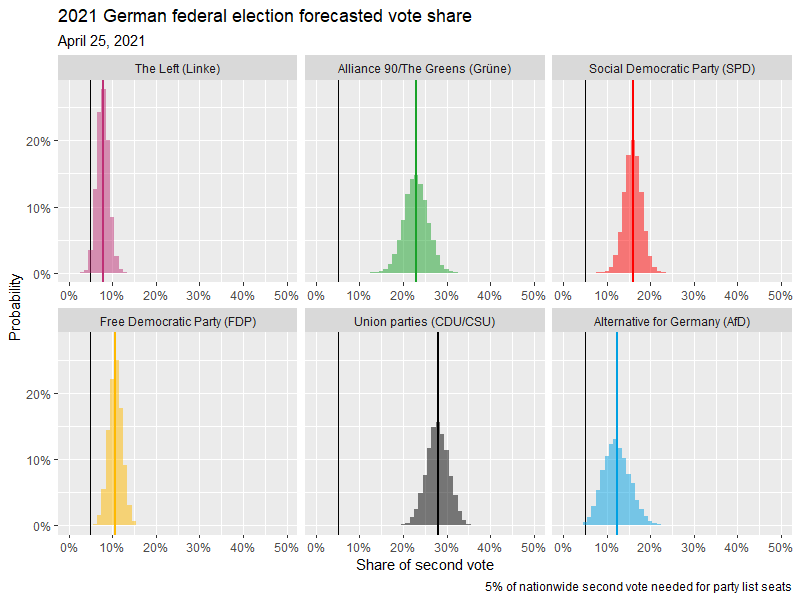 2021 German federal election forecasted vote share
April 25, 2021
The Left (Linke) Alliance 90/The Greens (Grüne) Social Democratic Party (SPD)
20%
10%
0%
0% 10% 20% 30% 40% 50% 0% 10% 20% 30% 40% 50% 0% 10% 20% 30% 40% 50%
Probability
Free Democratic Party (FDP) Union parties (CDU/CSU) Alternative for Germany (AfD)
20%
10%
0%
0% 10% 20% 30% 40% 50% 0% 10% 20% 30% 40% 50% 0% 10% 20% 30% 40% 50%
Share of second vote
5% of nationwide second vote needed for party list seats